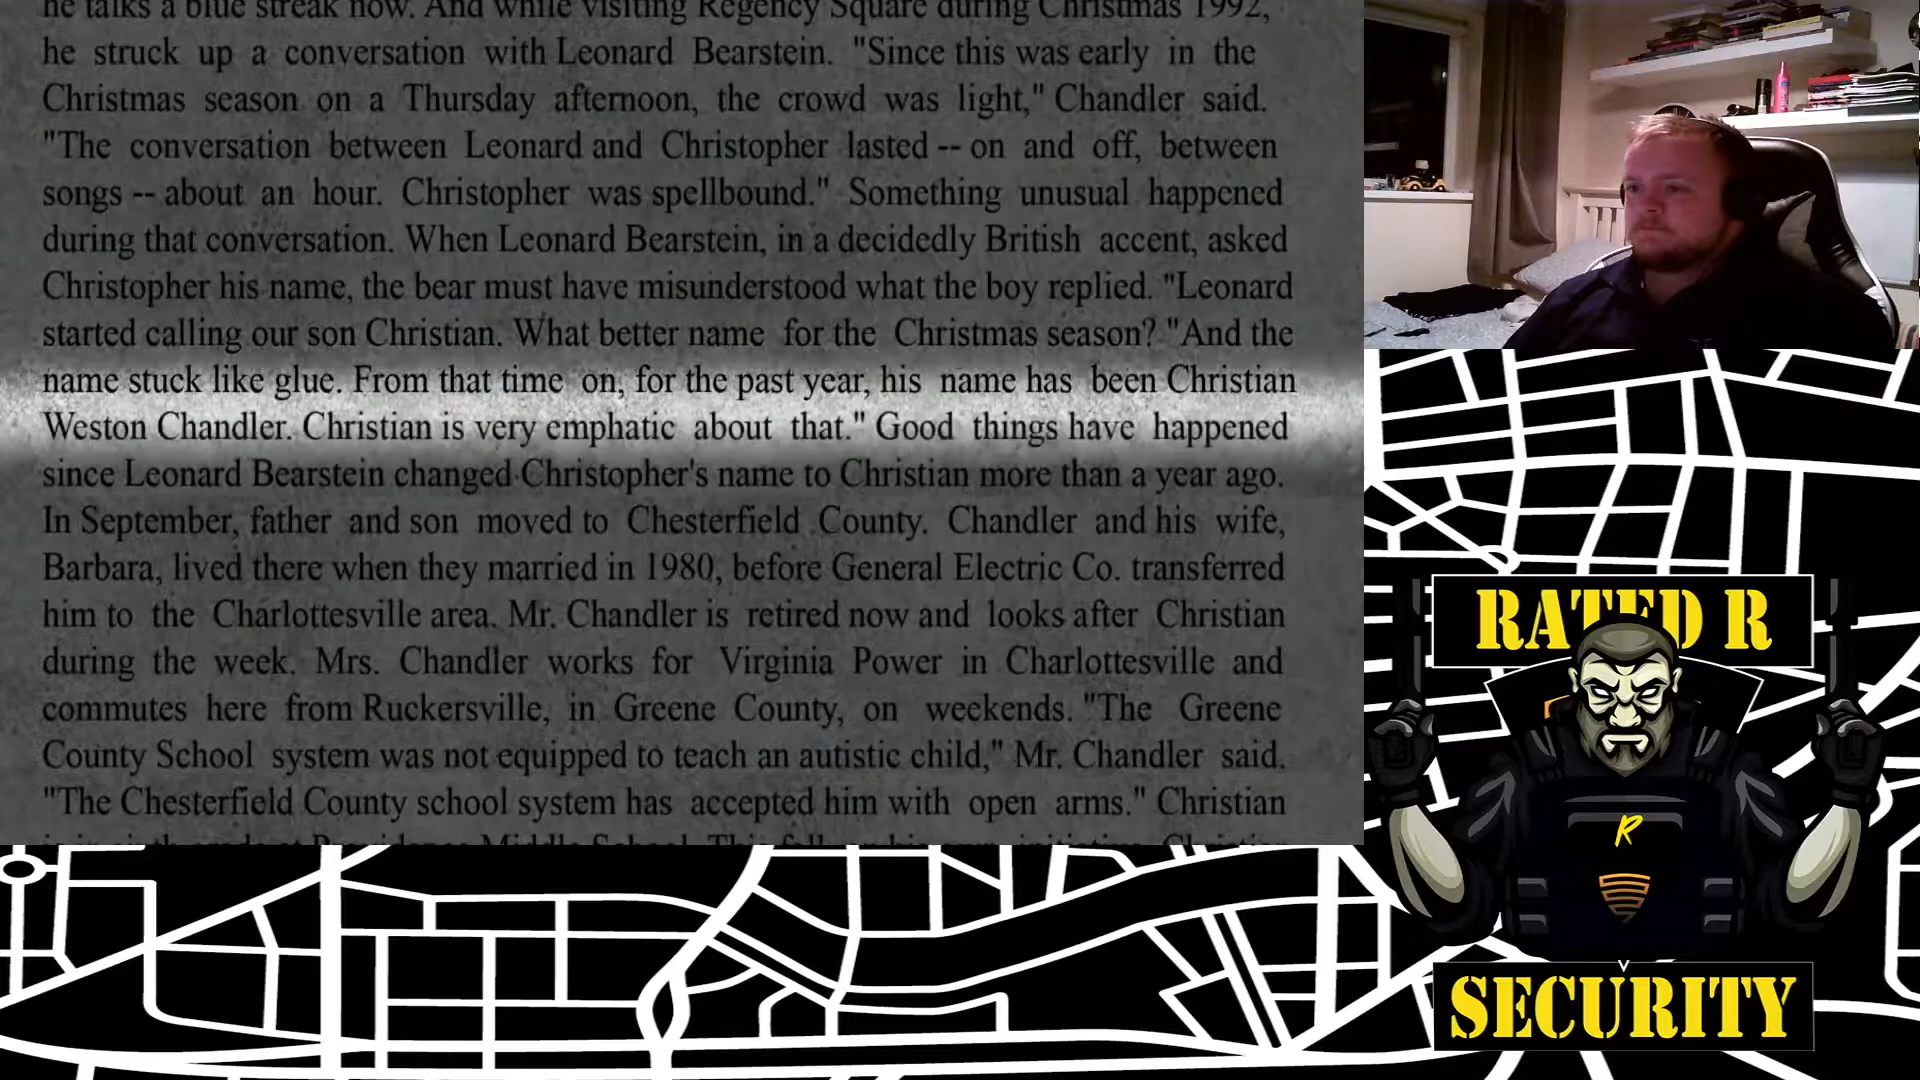 he talks a blue streak now. And while visiting Regency Square during Christmas 1992,
he struck up a conversation with Leonard Bearstein. "Since this was early in the
Christmas season on a Thursday afternoon, the crowd was light," Chandler said.
"The conversation between Leonard and Christopher lasted -- on and off, between
songs -- about an hour. Christopher was spellbound." Something unusual happened
during that conversation. When Leonard Bearstein, in a decidedly British accent, asked
Christopher his name, the bear must have misunderstood what the boy replied. "Leonard
started calling our son Christian. What better name for the Christmas season? "And the
name stuck like glue. From that time on, for the past year, his name has been Christian
Weston Chandler. Christian is very emphatic about that." Good things have happened
since Leonard Bearstein changed Christopher's name to Christian more than a year ago.
In September, father and son moved to Chesterfield County. Chandler and his wife,
Barbara, lived there when they married in 1980, before General Electric Co. transferred
him to the Charlottesville area. Mr. Chandler is retired now and looks after Christian
during the week. Mrs. Chandler works for Virginia Power in Charlottesville and
commutes here from Ruckersville, in Greene County, on weekends. "The Greene
County School system was not equipped to teach an autistic child," Mr. Chandler said.
"The Chesterfield County school system has accepted him with open arms." Christian
RATED R
R
SECURITY